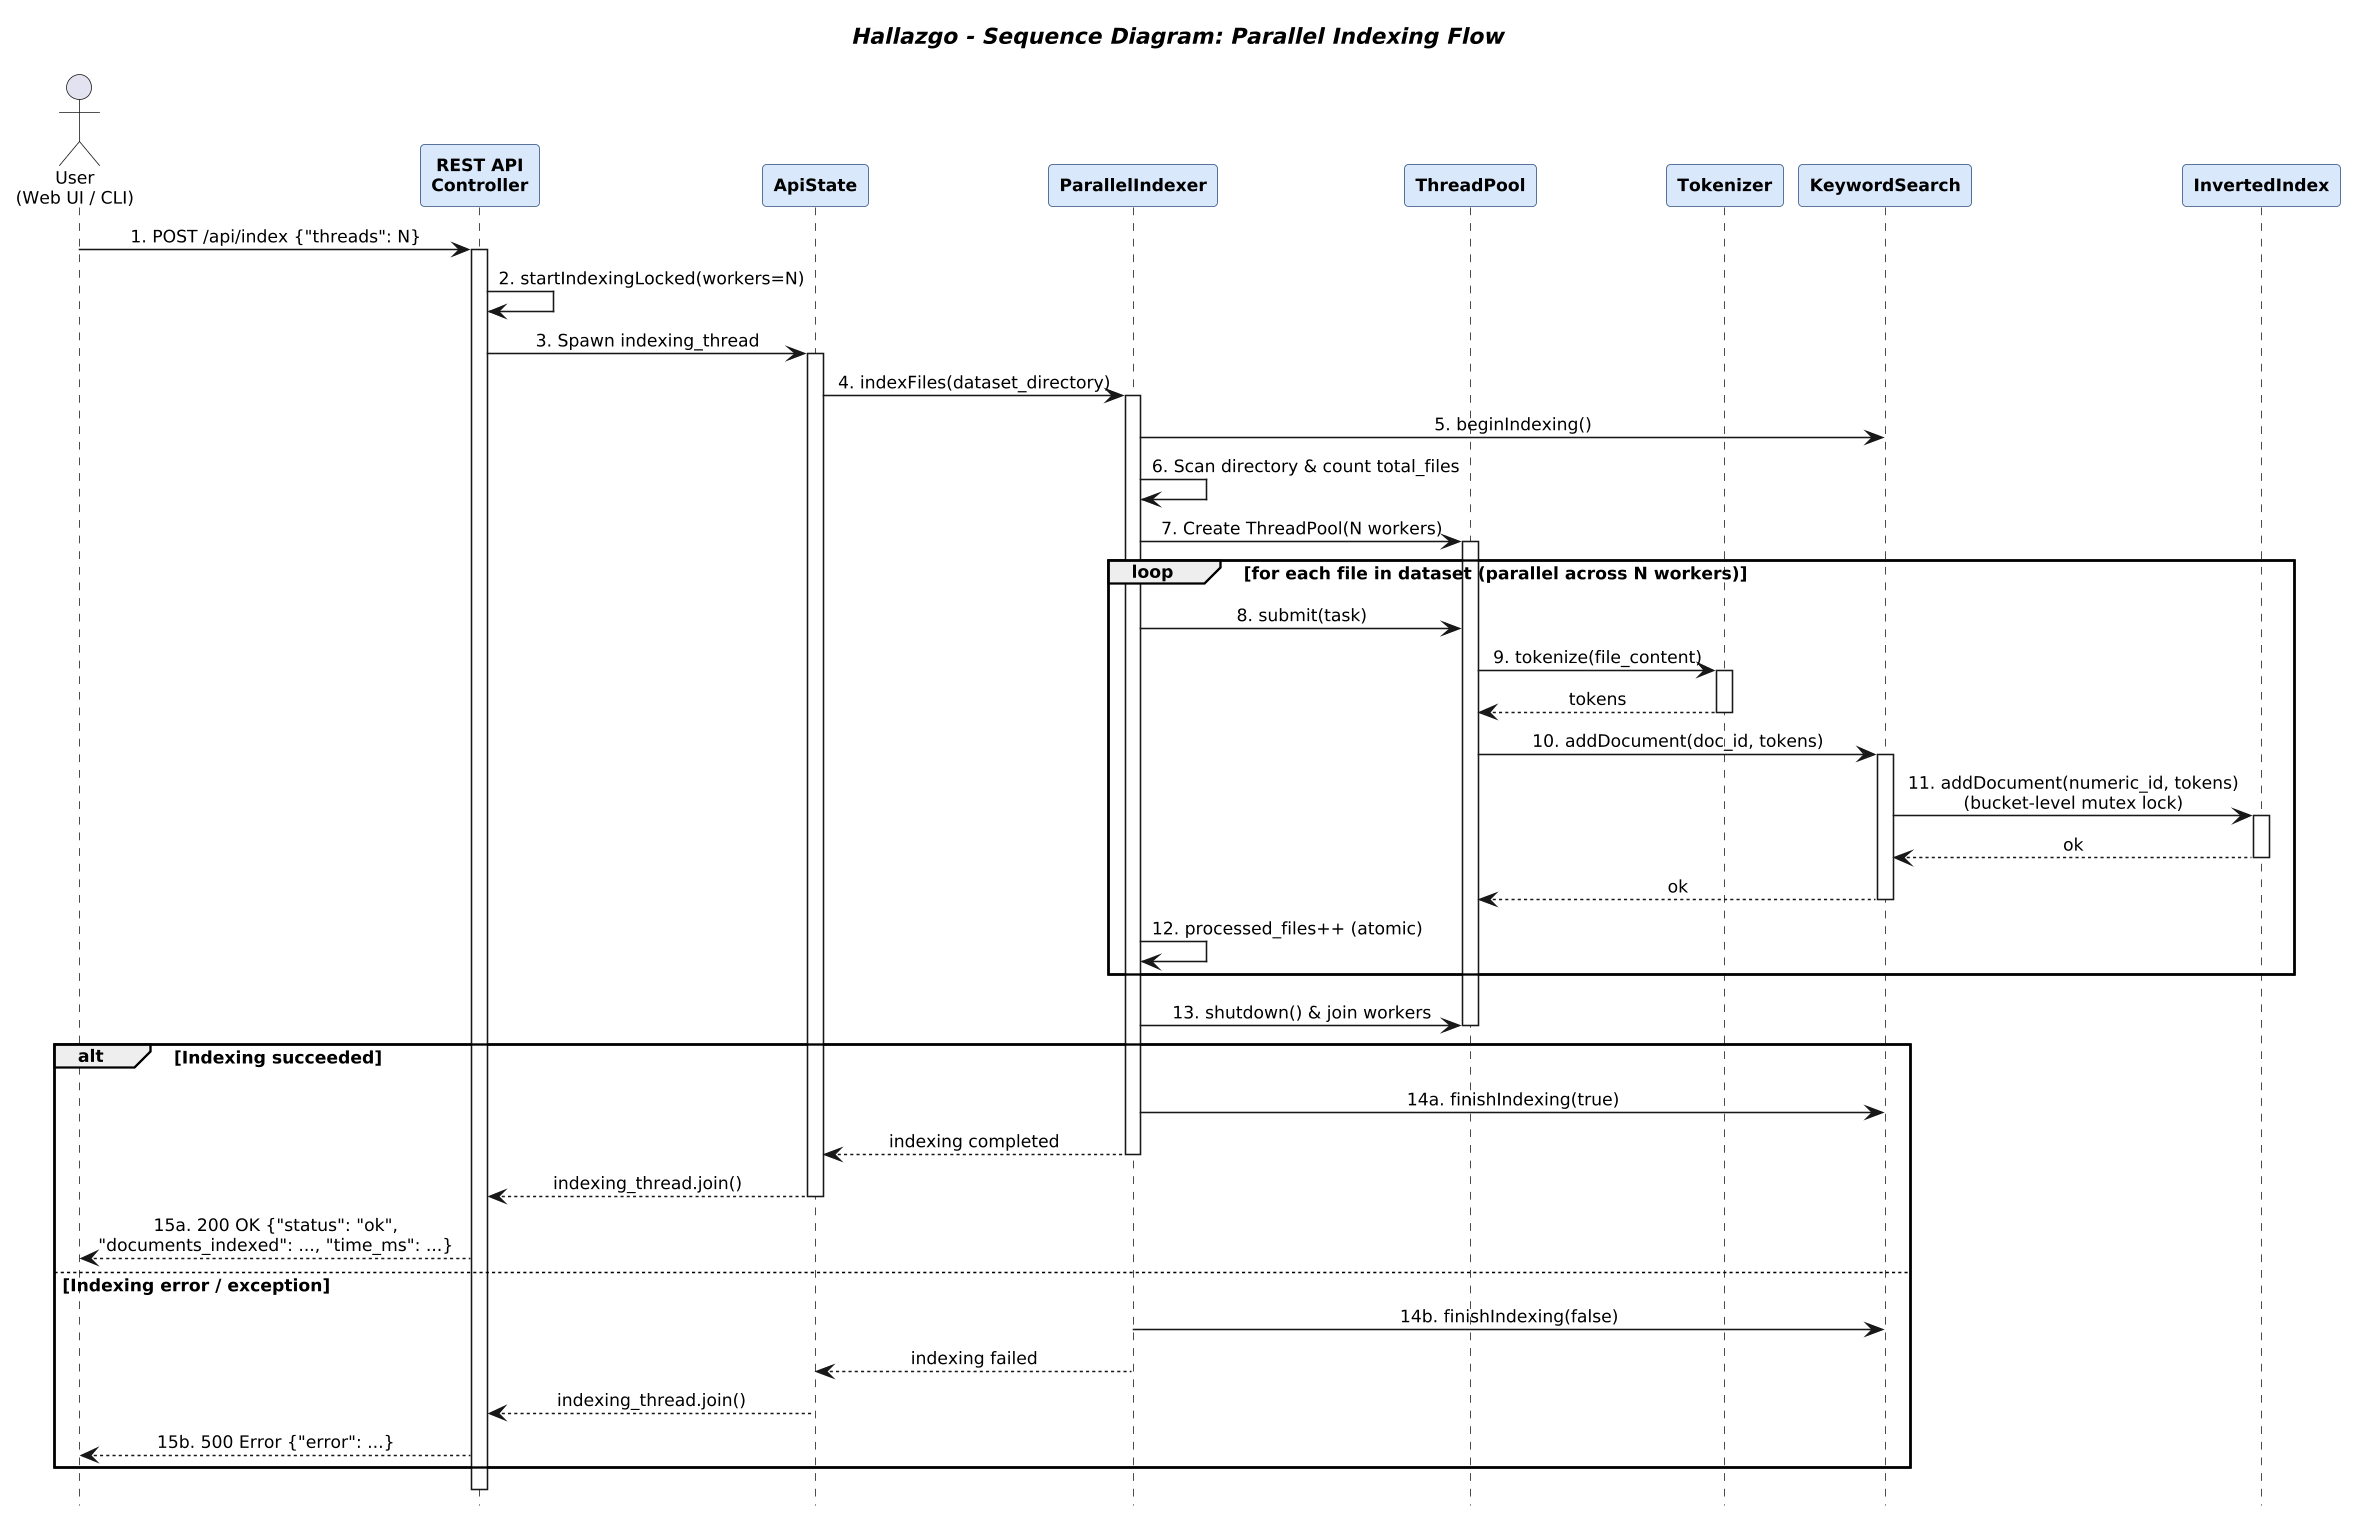 Hallazgo - Sequence Diagram: Parallel Indexing Flow
User
(Web UI / CLI)
REST API
Controller
ApiState
ParallelIndexer
ThreadPool
Tokenizer
KeywordSearch
InvertedIndex
1. POST /api/index {"threads": N}
2. startIndexingLocked(workers=N)
3. Spawn indexing_thread
4. indexFiles(dataset_directory)
5. beginIndexing()
6. Scan directory & count total_files
7. Create ThreadPool(N workers)
loop
[for each file in dataset (parallel across N workers)]
8. submit(task)
9. tokenize(file_content)
tokens
10. addDocument(doc_id, tokens)
11. addDocument(numeric_id, tokens)
(bucket-level mutex lock)
ok
ok
12. processed_files++ (atomic)
13. shutdown() & join workers
alt
[Indexing succeeded]
14a. finishIndexing(true)
indexing completed
indexing_thread.join()
15a. 200 OK {"status": "ok",
"documents_indexed": ..., "time_ms": ...}
[Indexing error / exception]
14b. finishIndexing(false)
indexing failed
indexing_thread.join()
15b. 500 Error {"error": ...}